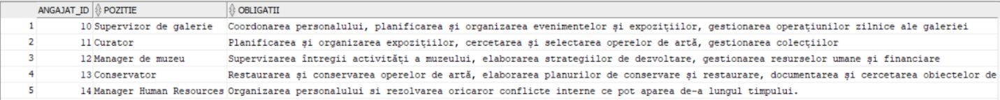 ANGAJAT_ID POZITIE OBLIGATII
1 10 Supervizor de galerie Coordonarea personalului, planificarea și organizarea evenimentelor și expozițiilor, gestionarea operațiunilor zilnice ale galeriei
2 11 Curator Planificarea și organizarea expozițiilor, cercetarea și selectarea operelor de artă, gestionarea colecțiilor
3 12 Manager de muzeu Supervizarea întregii activități a muzeului, elaborarea strategiilor de dezvoltare, gestionarea resurselor umane și financiare
4 13 Conservator Restaurarea și conservarea operelor de artă, elaborarea planurilor de conservare și restaurare, documentarea și cercetarea obiectelor de
5 14 Manager Human Resources Organizarea personalului si rezolvarea oricaror conflicte interne ce pot aparea de-a lungul timpului.